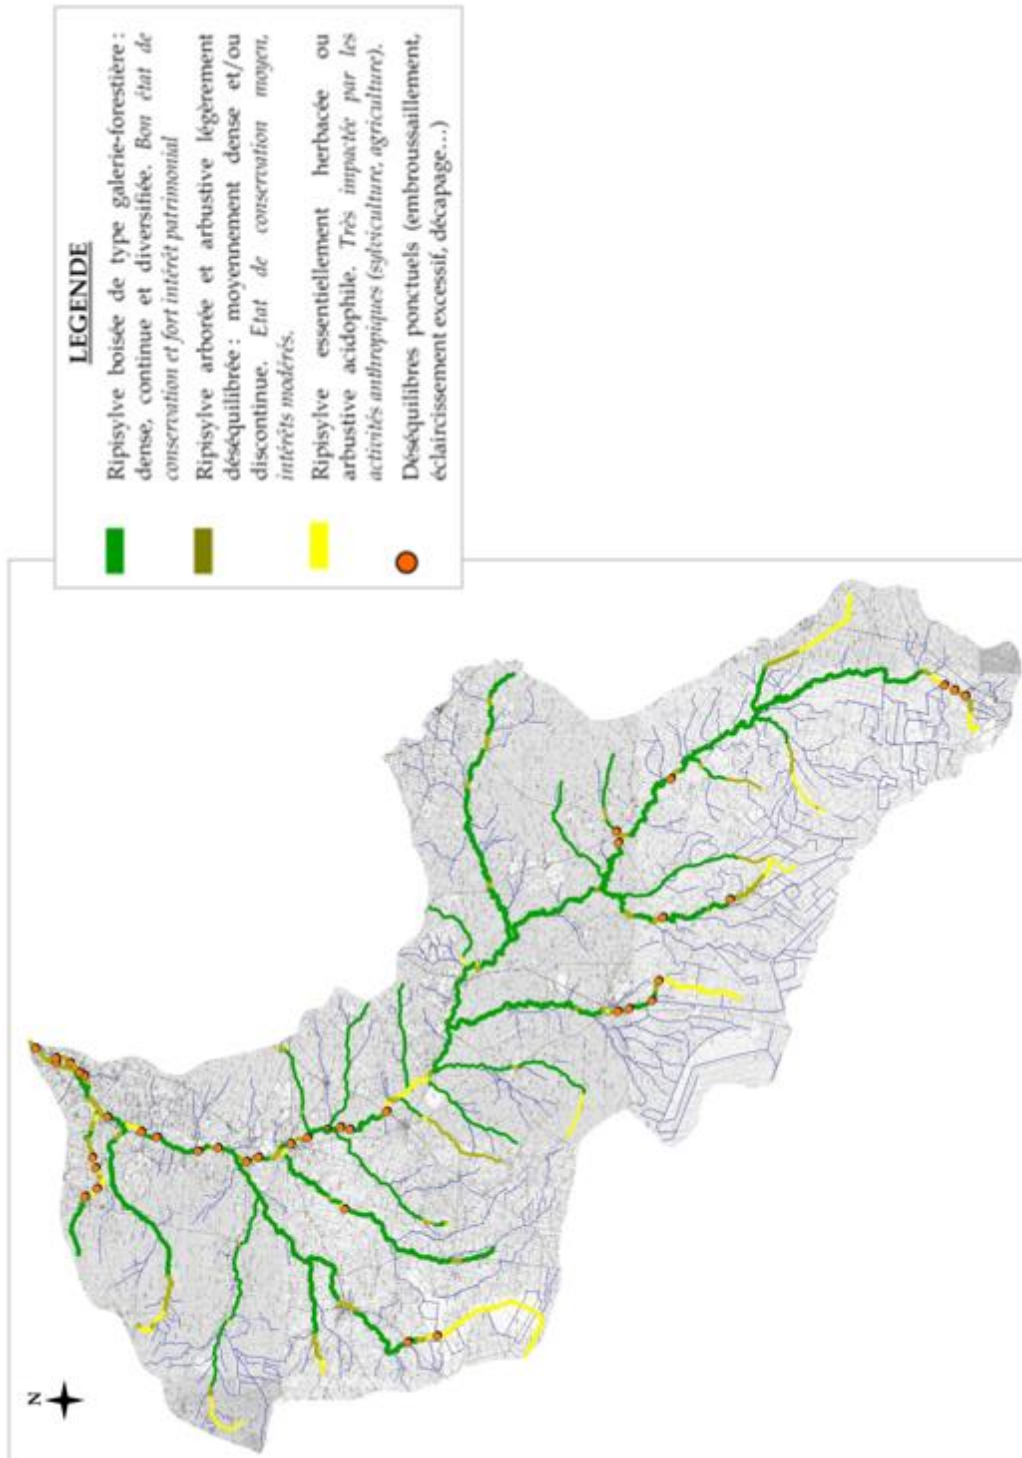 LEGENDE
Ripisylve boisée de type galerie-forestière :
dense, continue et diversifiée. Bon état de
conservation et fort intérêt patrimonial
Ripisylve arborée et arbustive légèrement
déséquilibrée : moyennement dense et/ou
discontinue. Etat de conservation moyen,
intérêts modérés.
Ripisylve essentiellement herbacée ou
arbustive acidophile. Très impactée par les
activités anthropiques (sylviculture, agriculture).
Déséquilibres ponctuels (embroussaillement,
éclaircissement excessif, décapage...)
N